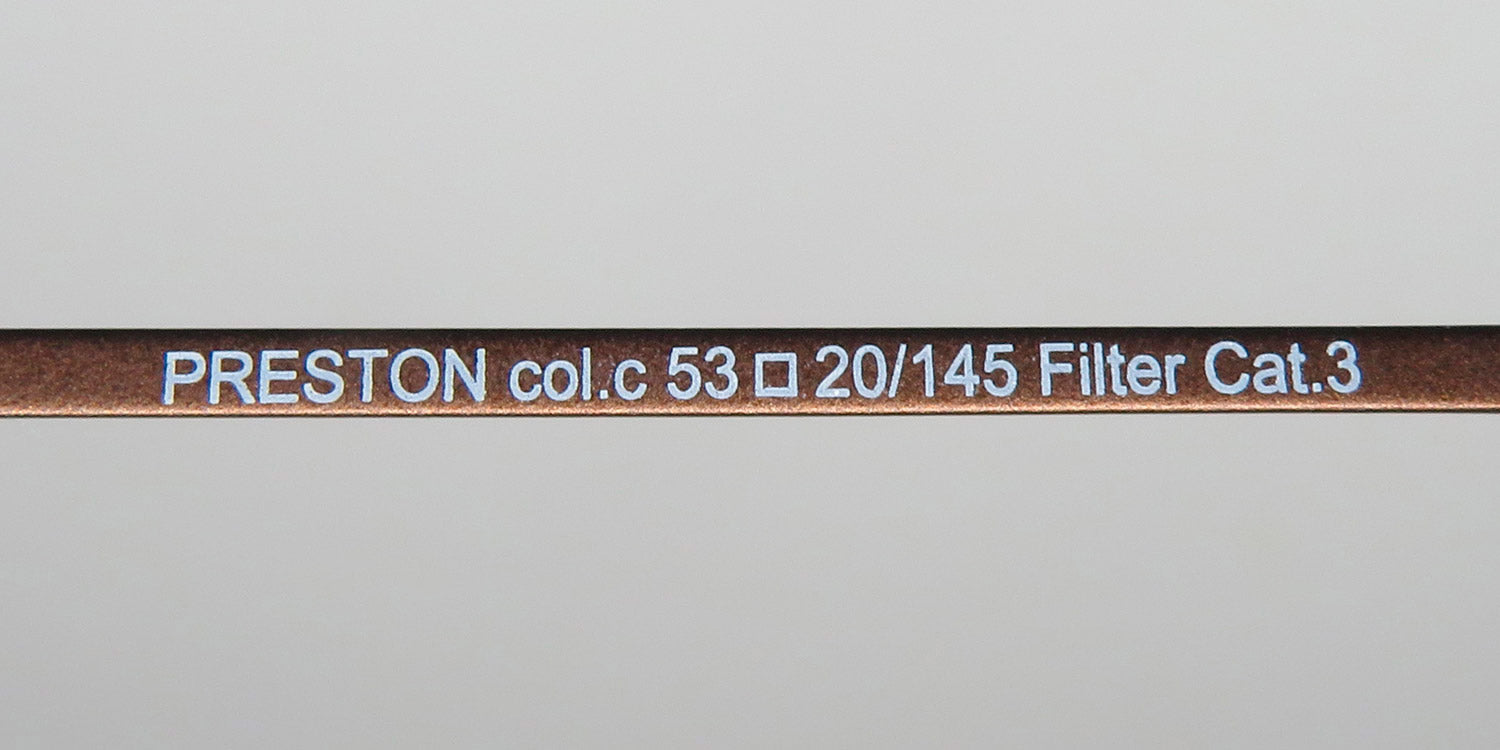 PRESTON col.c 53□20/145 Filter Cat.3